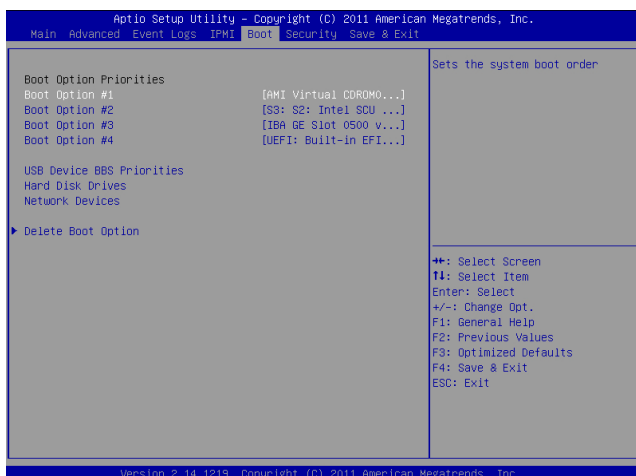 Aptio Setup Utility – Copyright (C) 2011 American Megatrends, Inc.
Main Advanced Event Logs IPMI Boot Security Save & Exit
Boot Option Priorities
Boot Option #1 [AMI Virtual CDROM0...]
Boot Option #2 [S3: S2: Intel SCU ...]
Boot Option #3 [IBA GE Slot 0500 v...]
Boot Option #4 [UEFI: Built-in EFI...]
USB Device BBS Priorities
Hard Disk Drives
Network Devices
▶ Delete Boot Option
Sets the system boot order
→←: Select Screen
↑↓: Select Item
Enter: Select
+/-: Change Opt.
F1: General Help
F2: Previous Values
F3: Optimized Defaults
F4: Save & Exit
ESC: Exit
Version 2.14.1219. Copyright (C) 2011 American Megatrends, Inc.